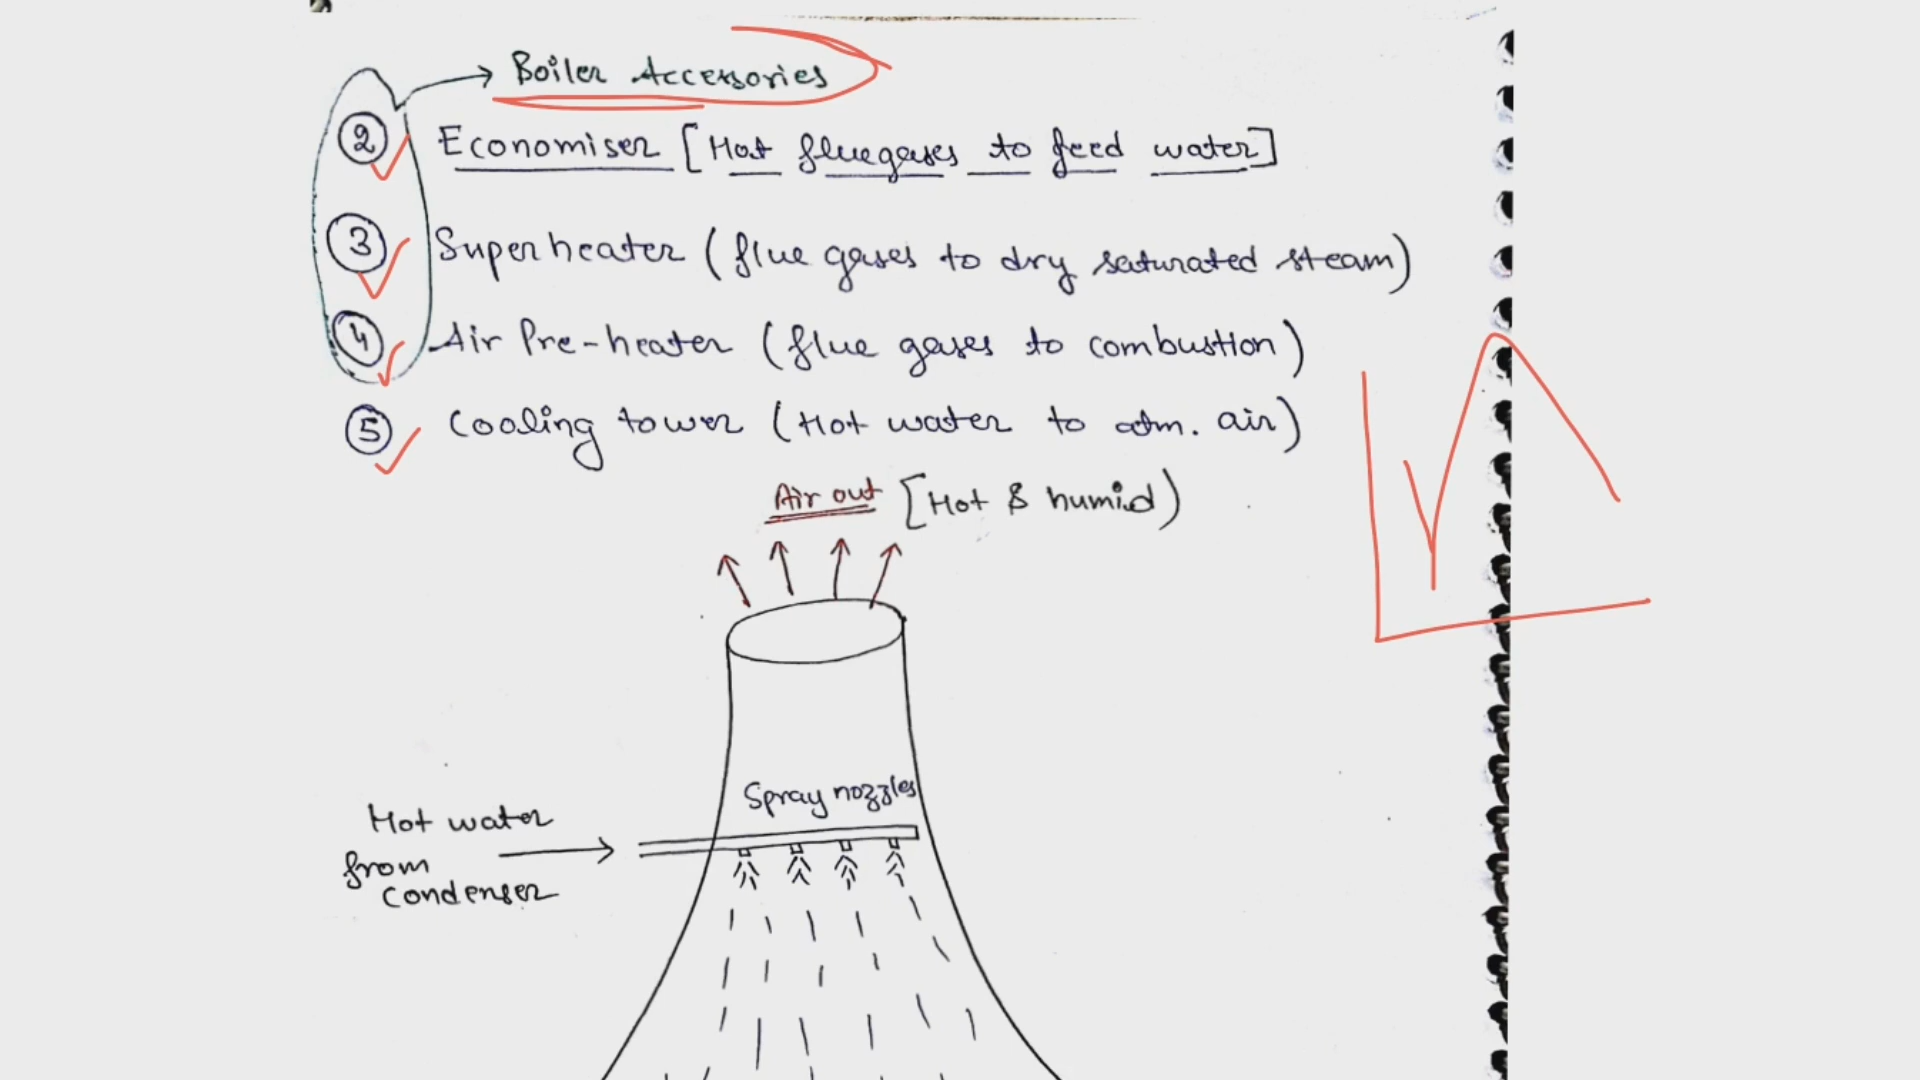 Boiler Accessories
② Economiser [Hot flue gases to feed water]
③ Superheater (flue gases to dry saturated steam)
④ Air Pre-heater (flue gases to combustion)
⑤ Cooling tower (Hot water to atm. air)
Air out [Hot & humid)
Spray nozzles
Hot water
from
condenser